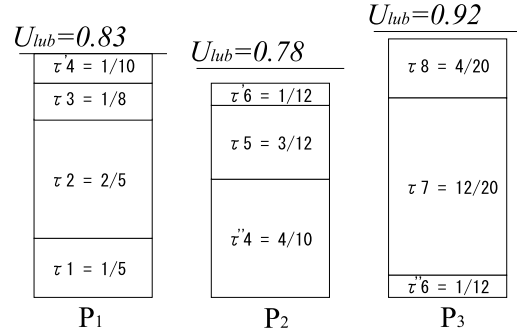 Ulub=0.83
τ'4 = 1/10
τ3 = 1/8
τ2 = 2/5
τ1 = 1/5
P1
Ulub=0.78
τ'6 = 1/12
τ5 = 3/12
τ''4 = 4/10
P2
Ulub=0.92
τ8 = 4/20
τ7 = 12/20
τ''6 = 1/12
P3